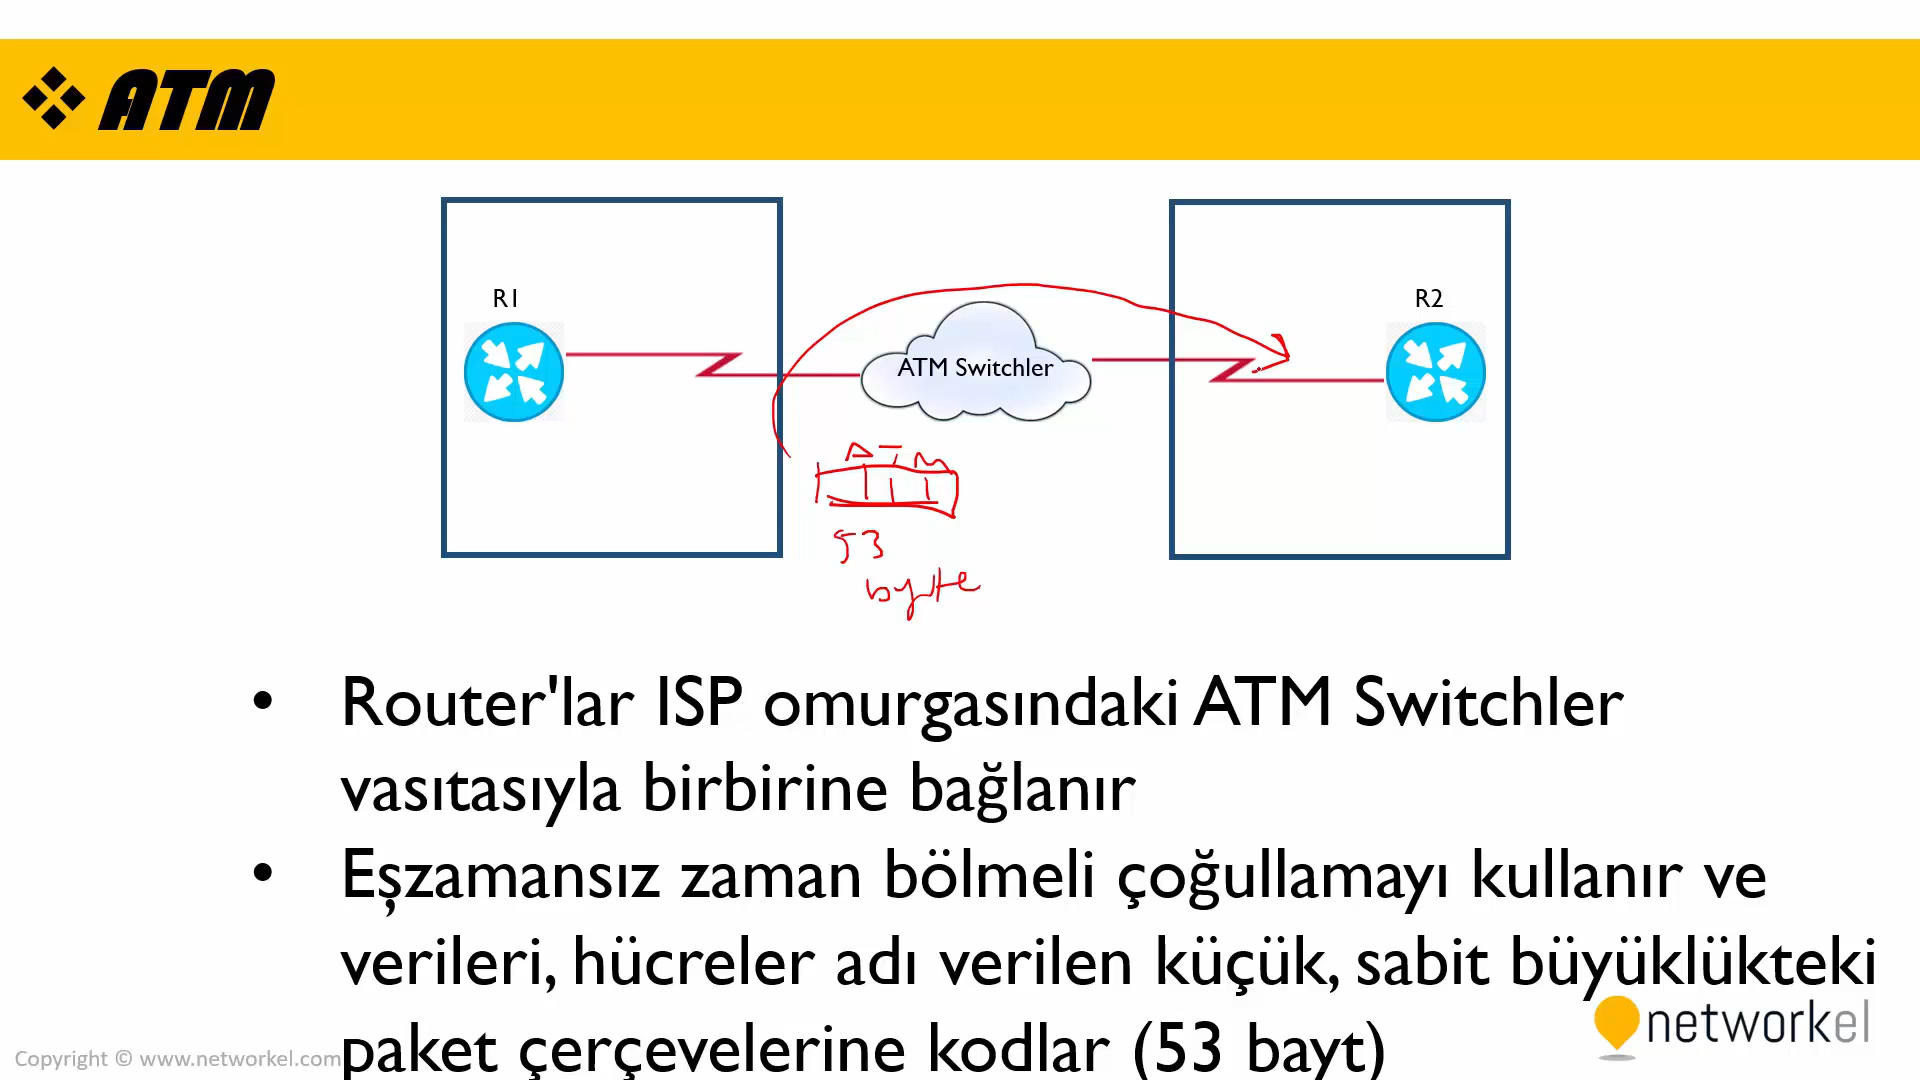 ATM
R1
R2
ATM Switchler
ATM
53
byte
• Router'lar ISP omurgasındaki ATM Switchler
vasıtasıyla birbirine bağlanır
• Eşzamansız zaman bölmeli çoğullamayı kullanır ve
verileri, hücreler adı verilen küçük, sabit büyüklükteki
paket çerçevelerine kodlar (53 bayt)
networkel
Copyright © www.networkel.com